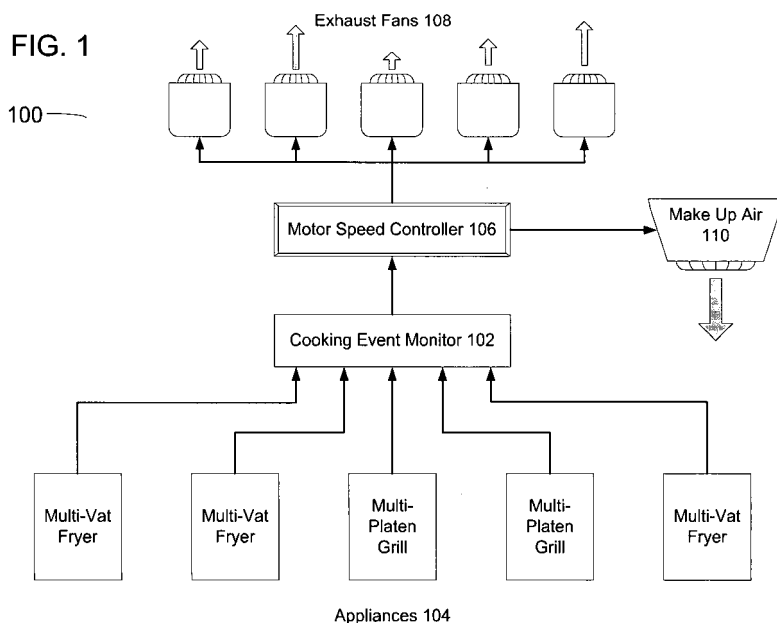 Exhaust Fans 108
FIG. 1
100
Motor Speed Controller 106
Make Up Air
110
Cooking Event Monitor 102
Multi-Vat
Fryer
Multi-Vat
Fryer
Multi-
Platen
Grill
Multi-
Platen
Grill
Multi-Vat
Fryer
Appliances 104